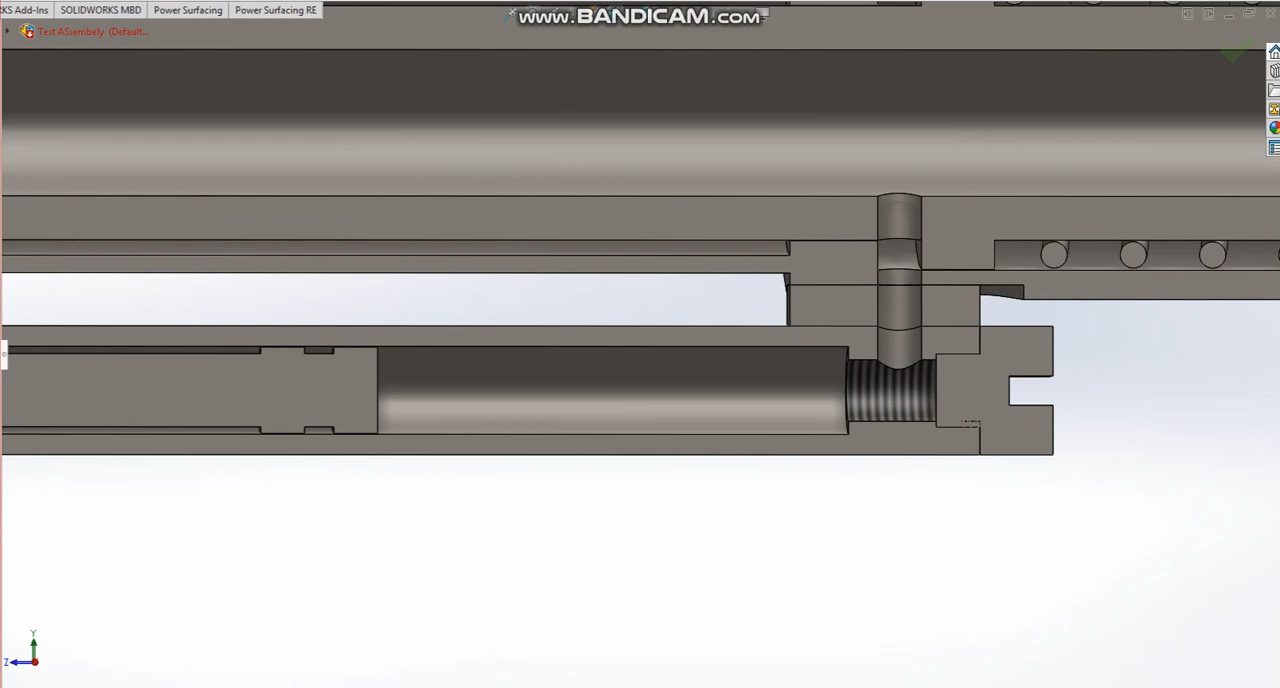 KS Add-Ins
SOLIDWORKS MBD
Power Surfacing
Power Surfacing RE
www.BANDICAM.com
Test ASsembely (Default...
Y
Z